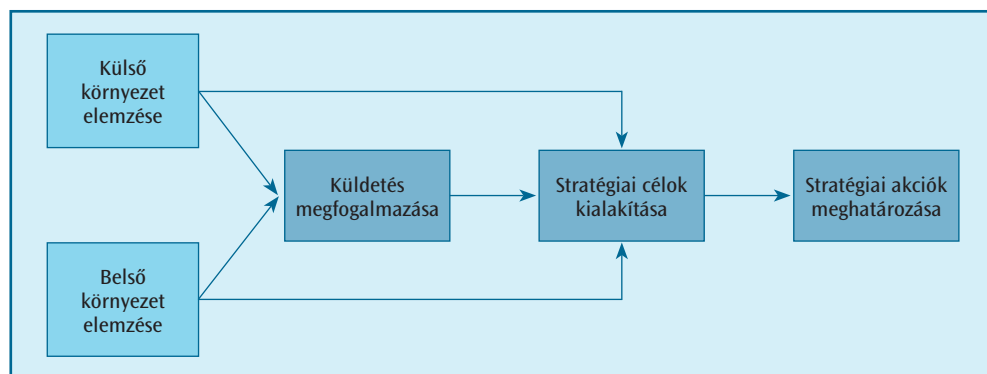 Külső
környezet
elemzése
Küldetés
megfogalmazása
Stratégiai célok
kialakítása
Stratégiai akciók
meghatározása
Belső
környezet
elemzése